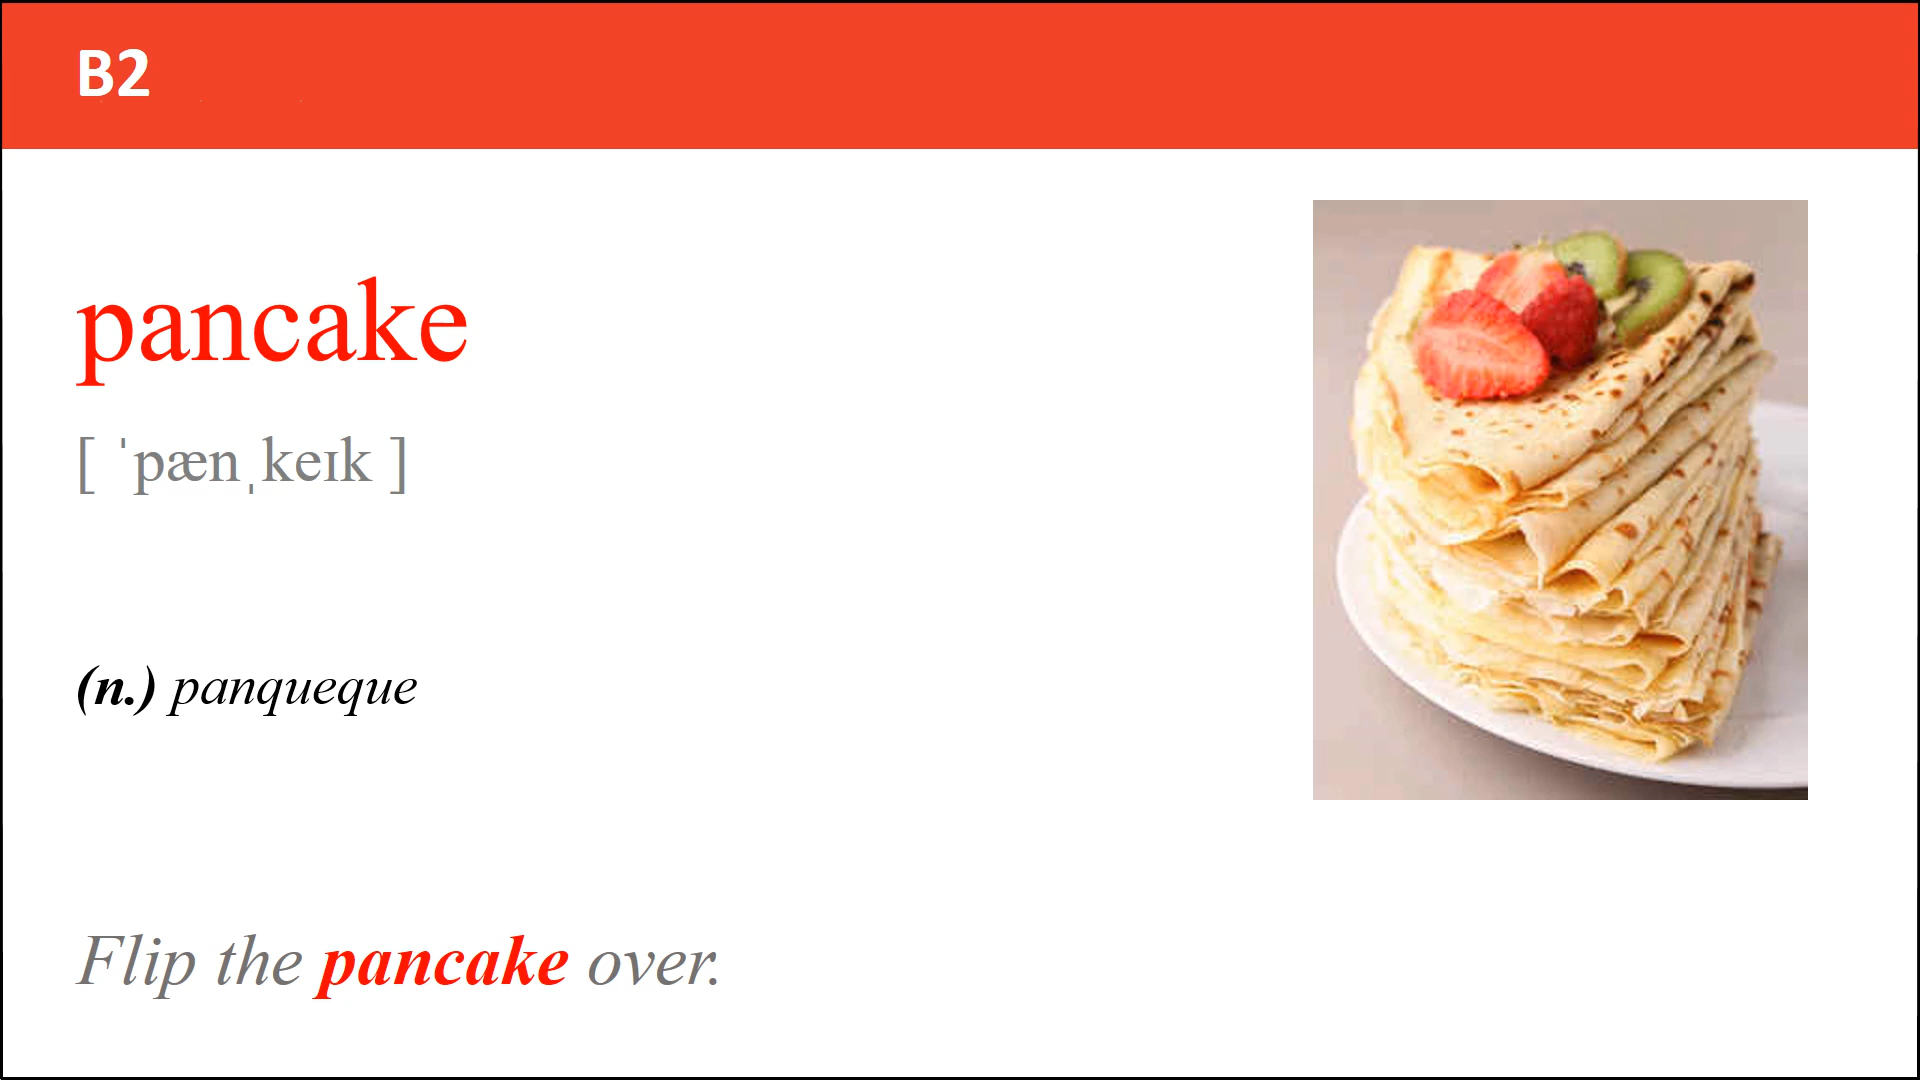 B2
pancake
[ ˈpænˌkeɪk ]
(n.) panqueque
Flip the pancake over.